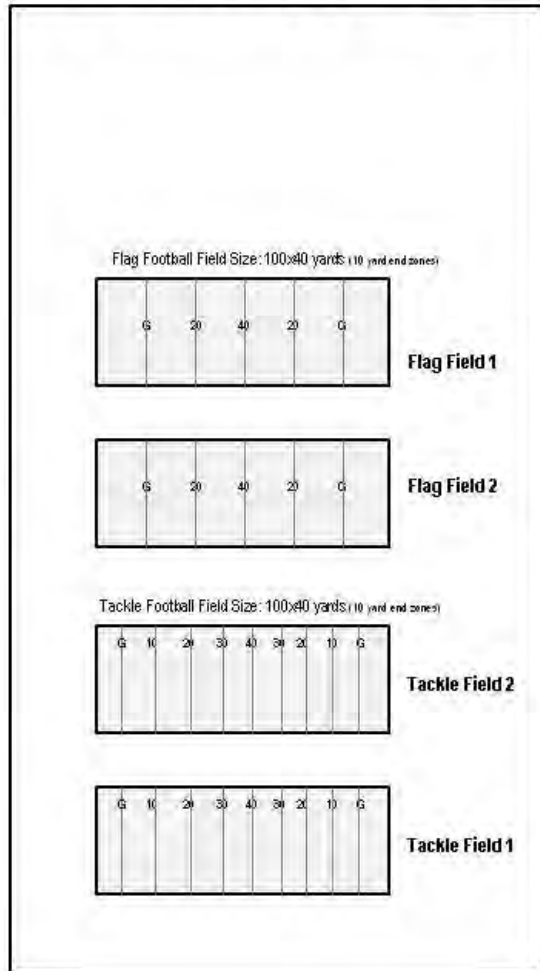 Flag Football Field Size: 100x40 yards (10 yard end zones)
G 20 40 20 G
Flag Field 1
G 20 40 20 G
Flag Field 2
Tackle Football Field Size: 100x40 yards (10 yard end zones)
G 10 20 30 40 30 20 10 G
Tackle Field 2
G 10 20 30 40 30 20 10 G
Tackle Field 1